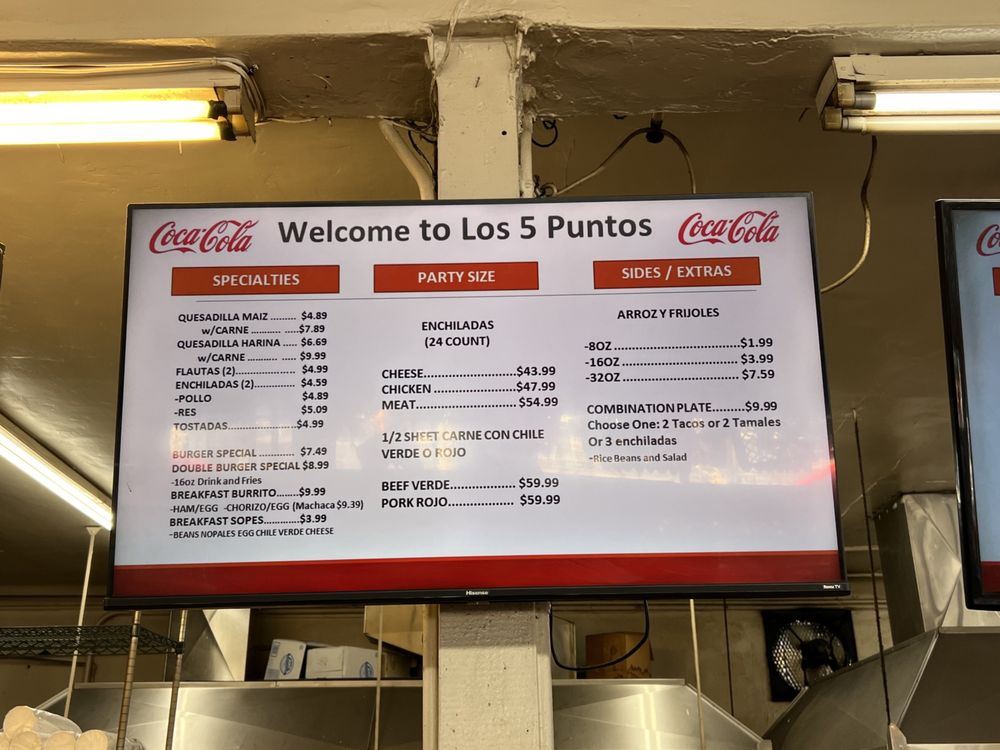 Coca-Cola
Welcome to Los 5 Puntos
Coca-Cola
SPECIALTIES
QUESADILLA MAIZ ......... $4.89
w/CARNE .......... .....$7.89
QUESADILLA HARINA ..... $6.69
w/CARNE .......... ..... $9.99
FLAUTAS (2)..................... $4.99
ENCHILADAS (2).............. $4.59
-POLLO $4.89
-RES $5.09
TOSTADAS.......................$4.99
BURGER SPECIAL ............ $7.49
DOUBLE BURGER SPECIAL $8.99
-16oz Drink and Fries
BREAKFAST BURRITO.......$9.99
-HAM/EGG -CHORIZO/EGG (Machaca $9.39)
BREAKFAST SOPES............$3.99
-BEANS NOPALES EGG CHILE VERDE CHEESE
PARTY SIZE
ENCHILADAS
(24 COUNT)
CHEESE..........................$43.99
CHICKEN ........................$47.99
MEAT............................. $54.99
1/2 SHEET CARNE CON CHILE
VERDE O ROJO
BEEF VERDE.................... $59.99
PORK ROJO.................... $59.99
SIDES / EXTRAS
ARROZ Y FRIJOLES
-8OZ ........................................$1.99
-16OZ ..................................... $3.99
-32OZ ..................................... $7.59
COMBINATION PLATE.........$9.99
Choose One: 2 Tacos or 2 Tamales
Or 3 enchiladas
-Rice Beans and Salad
Hisense
Roku TV